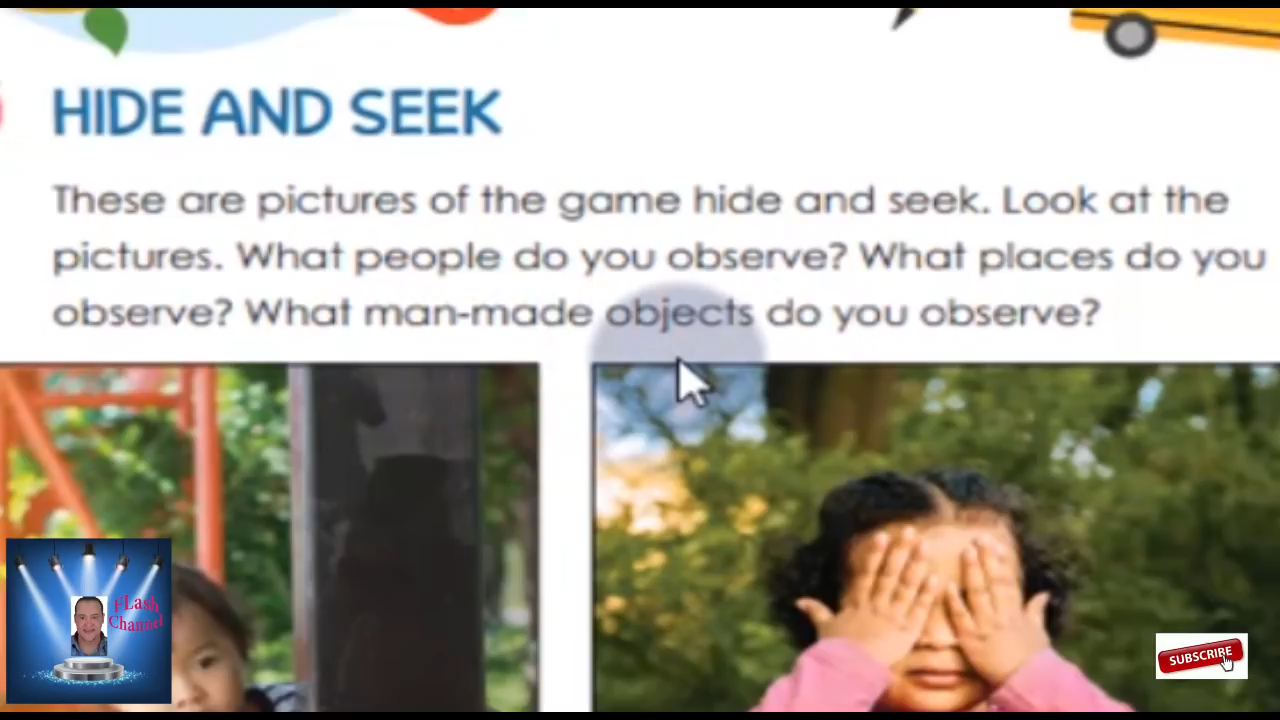 HIDE AND SEEK
These are pictures of the game hide and seek. Look at the
pictures. What people do you observe? What places do you
observe? What man-made objects do you observe?
FLash
Channel
SUBSCRIBE